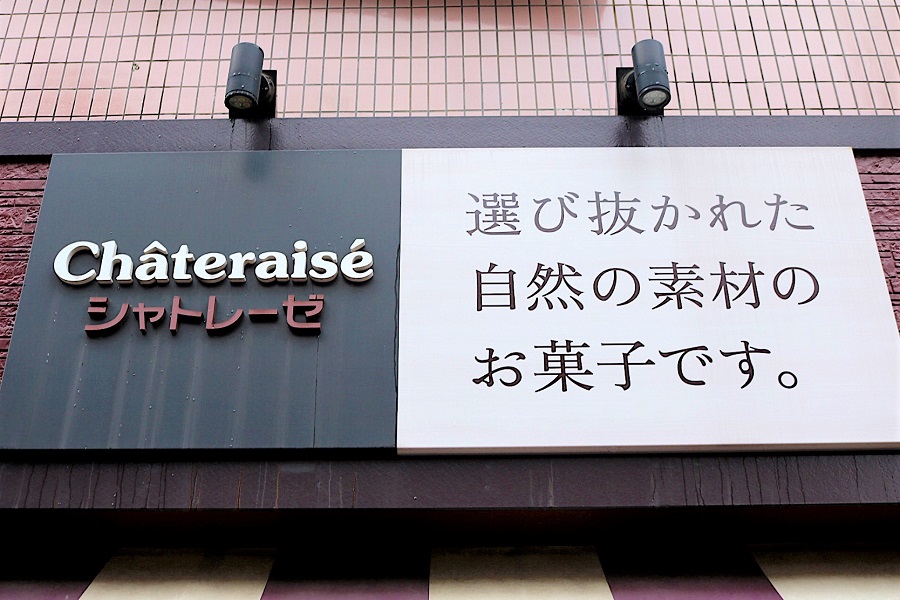 Châteraisé
シャトレーゼ
選び抜かれた
自然の素材の
お菓子です。